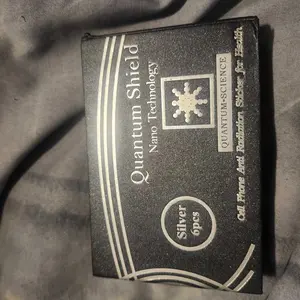 Quantum Shield
Nano Technology
QUANTUM•SCIENCE
Cell Phone Anti Radiation Sticker for Health
Silver
6pcs